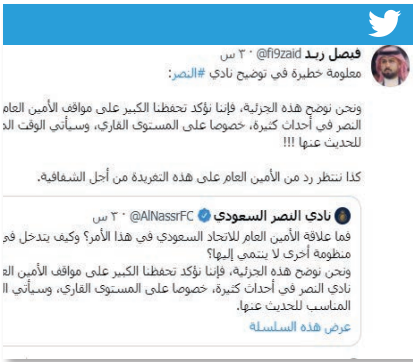 فيصل زيد @fi9zaid · ٣ س
معلومة خطيرة في توضيح نادي #النصر:
ونحن نوضح هذه الجزئية، فإننا نؤكد تحفظنا الكبير على مواقف الأمين العام
النصر في أحداث كثيرة، خصوصا على المستوى القاري، وسيأتي الوقت
للحديث عنها !!!
كذا ننتظر رد من الأمين العام على هذه التغريدة من أجل الشفافية.
نادي النصر السعودي @AlNassrFC · ٣ س
فما علاقة الأمين العام للاتحاد السعودي في هذا الأمر؟ وكيف يتدخل في
منظومة أخرى لا ينتمي إليها؟
ونحن نوضح هذه الجزئية، فإننا نؤكد تحفظنا الكبير على مواقف الأمين
نادي النصر في أحداث كثيرة، خصوصا على المستوى القاري، وسيأتي
المناسب للحديث عنها.
عرض هذه السلسلة